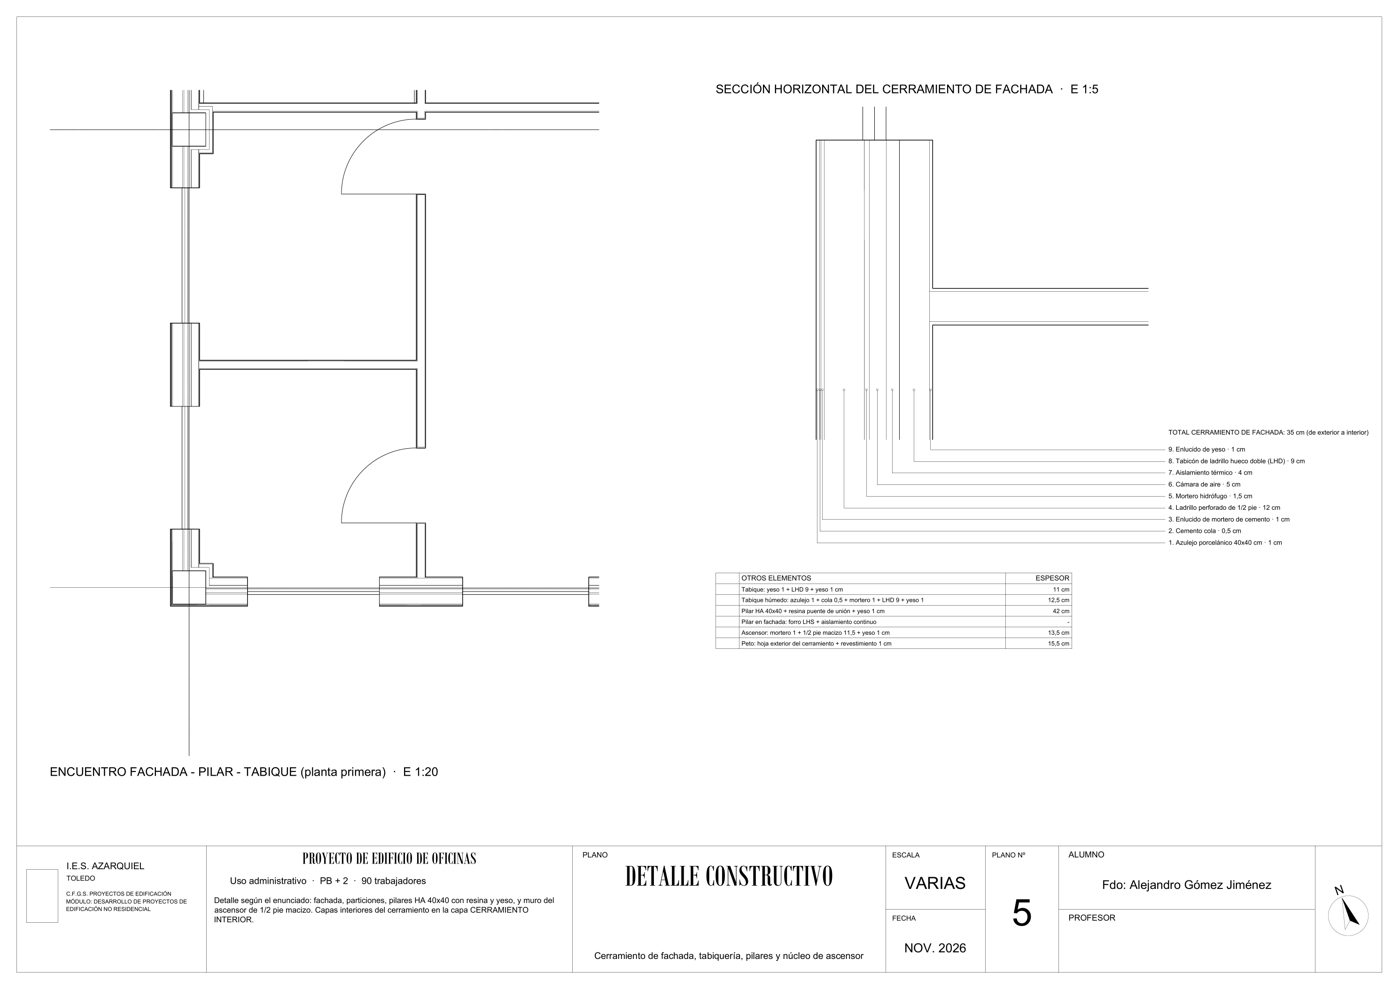 SECCIÓN HORIZONTAL DEL CERRAMIENTO DE FACHADA · E 1:5
TOTAL CERRAMIENTO DE FACHADA: 35 cm (de exterior a interior)
9. Enlucido de yeso · 1 cm
8. Tabicón de ladrillo hueco doble (LHD) · 9 cm
7. Aislamiento térmico · 4 cm
6. Cámara de aire · 5 cm
5. Mortero hidrófugo · 1,5 cm
4. Ladrillo perforado de 1/2 pie · 12 cm
3. Enlucido de mortero de cemento · 1 cm
2. Cemento cola · 0,5 cm
1. Azulejo porcelánico 40x40 cm · 1 cm
OTROS ELEMENTOS ESPESOR
Tabique: yeso 1 + LHD 9 + yeso 1 cm 11 cm
Tabique húmedo: azulejo 1 + cola 0,5 + mortero 1 + LHD 9 + yeso 1 12,5 cm
Pilar HA 40x40 + resina puente de unión + yeso 1 cm 42 cm
Pilar en fachada: forro LHS + aislamiento continuo -
Ascensor: mortero 1 + 1/2 pie macizo 11,5 + yeso 1 cm 13,5 cm
Peto: hoja exterior del cerramiento + revestimiento 1 cm 15,5 cm
ENCUENTRO FACHADA - PILAR - TABIQUE (planta primera) · E 1:20
I.E.S. AZARQUIEL
TOLEDO
C.F.G.S. PROYECTOS DE EDIFICACIÓN
MÓDULO: DESARROLLO DE PROYECTOS DE
EDIFICACIÓN NO RESIDENCIAL
PROYECTO DE EDIFICIO DE OFICINAS
Uso administrativo · PB + 2 · 90 trabajadores
Detalle según el enunciado: fachada, particiones, pilares HA 40x40 con resina y yeso, y muro del
ascensor de 1/2 pie macizo. Capas interiores del cerramiento en la capa CERRAMIENTO
INTERIOR.
PLANO
DETALLE CONSTRUCTIVO
Cerramiento de fachada, tabiquería, pilares y núcleo de ascensor
ESCALA
VARIAS
FECHA
NOV. 2026
PLANO Nº
5
ALUMNO
Fdo: Alejandro Gómez Jiménez
PROFESOR
N